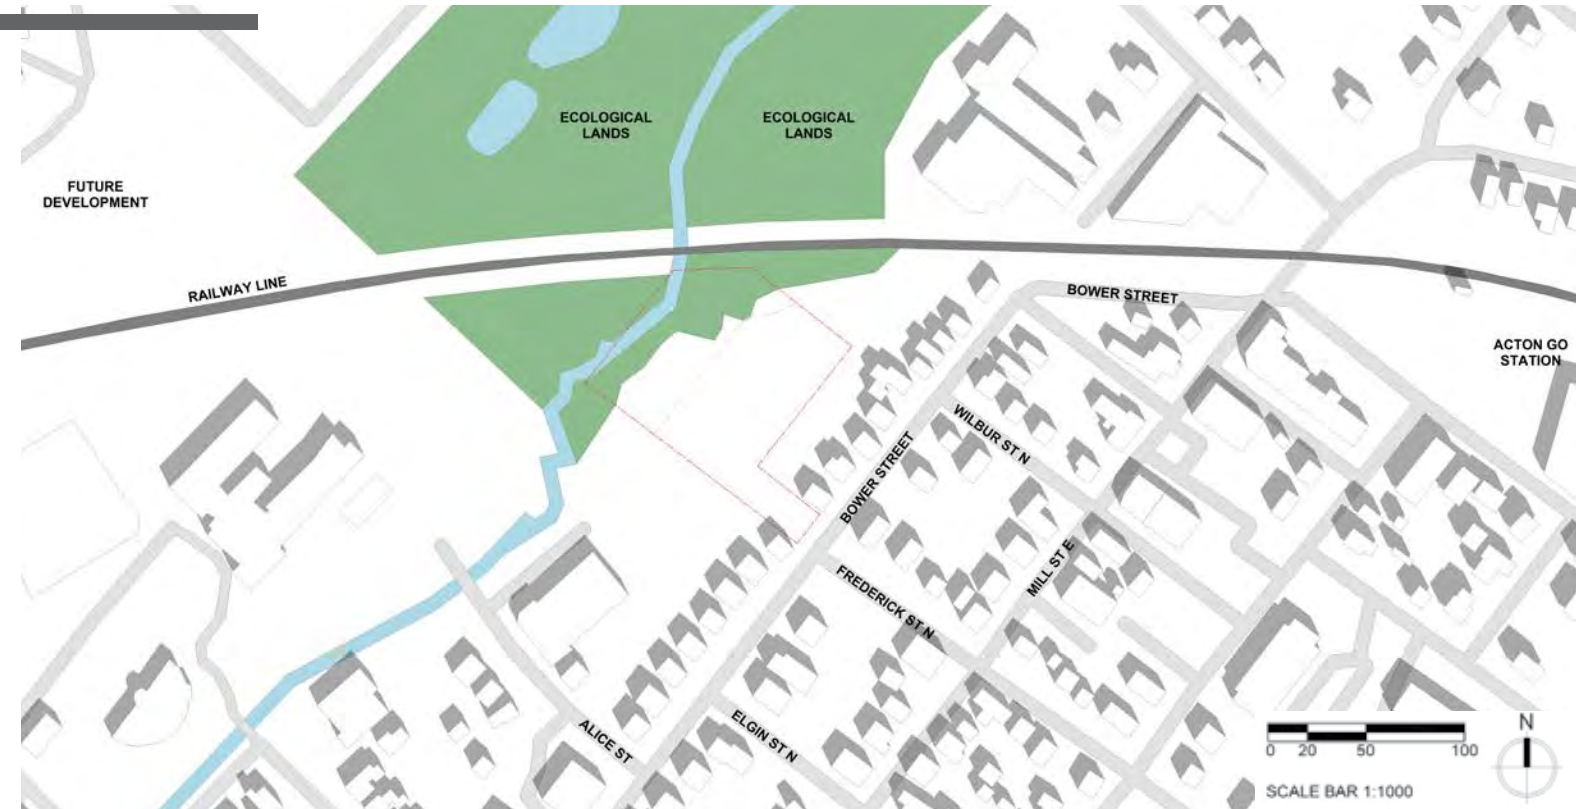 ECOLOGICAL
LANDS
ECOLOGICAL
LANDS
FUTURE
DEVELOPMENT
RAILWAY LINE
BOWER STREET
ACTON GO
STATION
WILBUR ST N
BOWER STREET
MILL ST E
FREDERICK ST N
ELGIN ST N
ALICE ST
N
0 20 50 100
SCALE BAR 1:1000